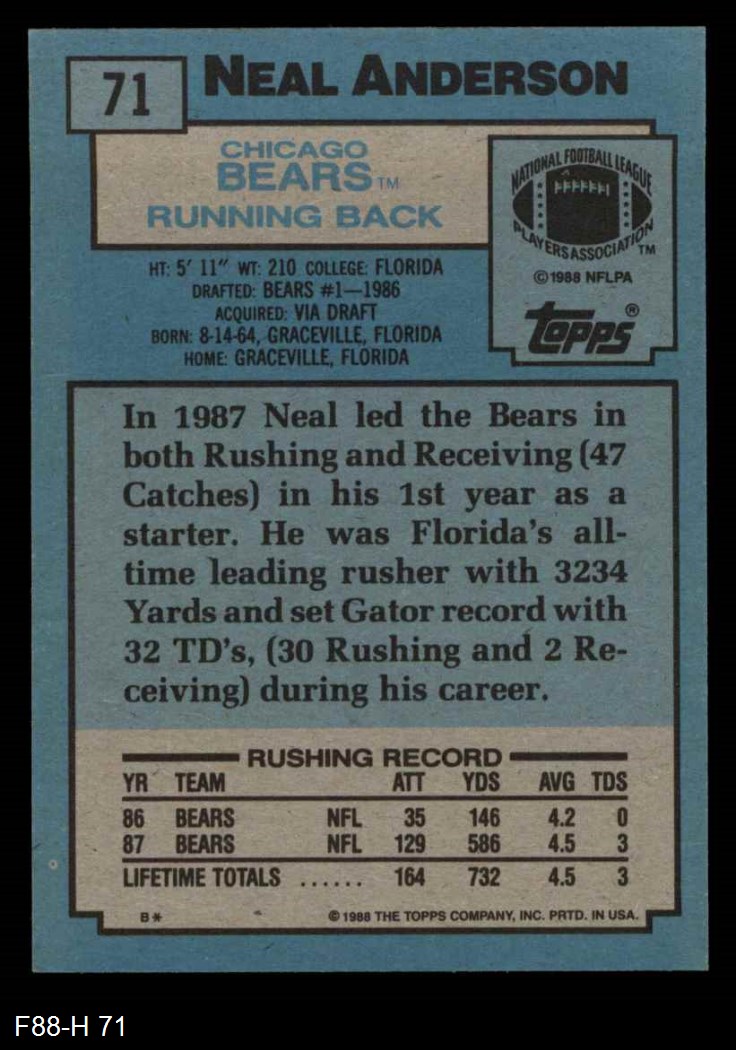 71
NEAL ANDERSON
CHICAGO
BEARS TM
RUNNING BACK
NATIONAL FOOTBALL LEAGUE
PLAYERS ASSOCIATION TM
©1988 NFLPA
Topps®
HT: 5' 11" WT: 210 COLLEGE: FLORIDA
DRAFTED: BEARS #1—1986
ACQUIRED: VIA DRAFT
BORN: 8-14-64, GRACEVILLE, FLORIDA
HOME: GRACEVILLE, FLORIDA
In 1987 Neal led the Bears in
both Rushing and Receiving (47
Catches) in his 1st year as a
starter. He was Florida's all-
time leading rusher with 3234
Yards and set Gator record with
32 TD's, (30 Rushing and 2 Re-
ceiving) during his career.
RUSHING RECORD
YR TEAM ATT YDS AVG TDS
86 BEARS NFL 35 146 4.2 0
87 BEARS NFL 129 586 4.5 3
LIFETIME TOTALS ...... 164 732 4.5 3
B* © 1988 THE TOPPS COMPANY, INC. PRTD. IN USA.
F88-H 71